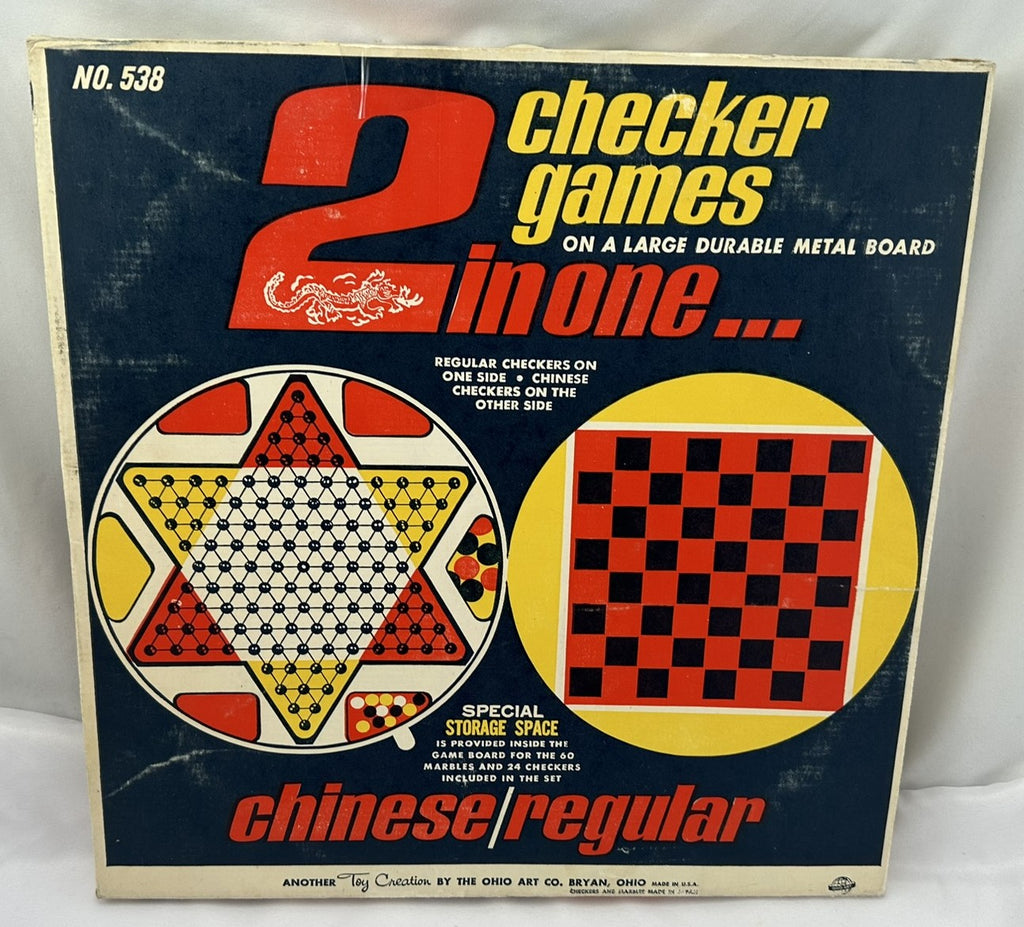 NO. 538
2
checker
games
ON A LARGE DURABLE METAL BOARD
in one...
REGULAR CHECKERS ON
ONE SIDE • CHINESE
CHECKERS ON THE
OTHER SIDE
SPECIAL
STORAGE SPACE
IS PROVIDED INSIDE THE
GAME BOARD FOR THE 60
MARBLES AND 24 CHECKERS
INCLUDED IN THE SET
chinese/regular
ANOTHER Toy Creation BY THE OHIO ART CO. BRYAN, OHIO MADE IN U.S.A.
CHECKERS AND MARBLES MADE IN